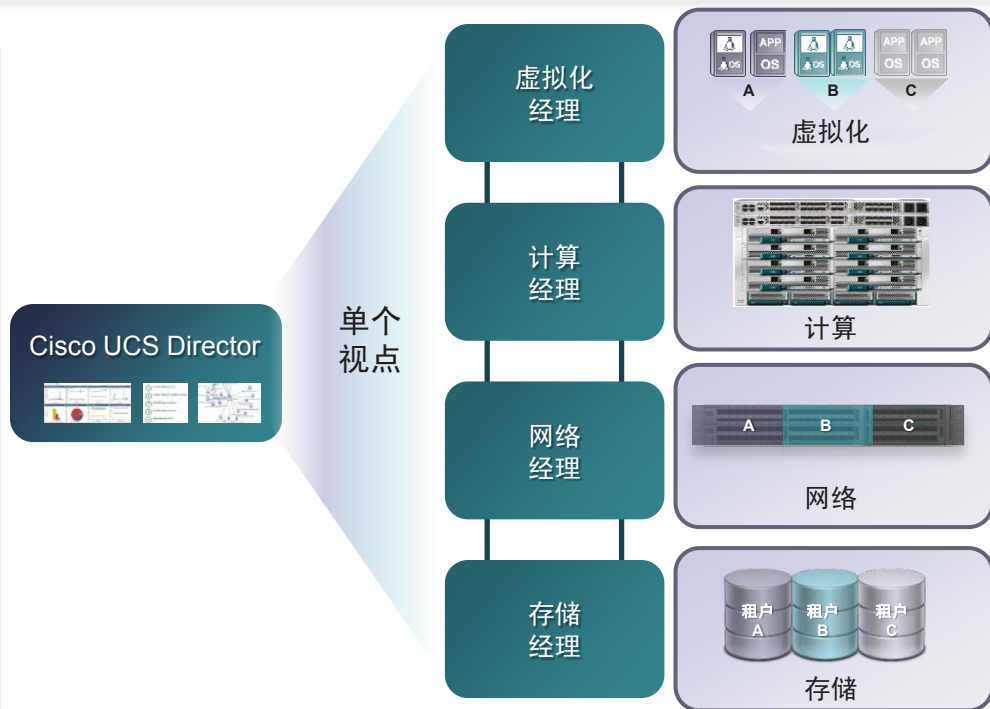 Cisco UCS Director
单个
视点
虚拟化
经理
计算
经理
网络
经理
存储
经理
APP
OS
OS
OS
OS
APP
APP
OS
OS
A
B
C
虚拟化
计算
A
B
C
网络
租户
A
租户
B
租户
C
存储